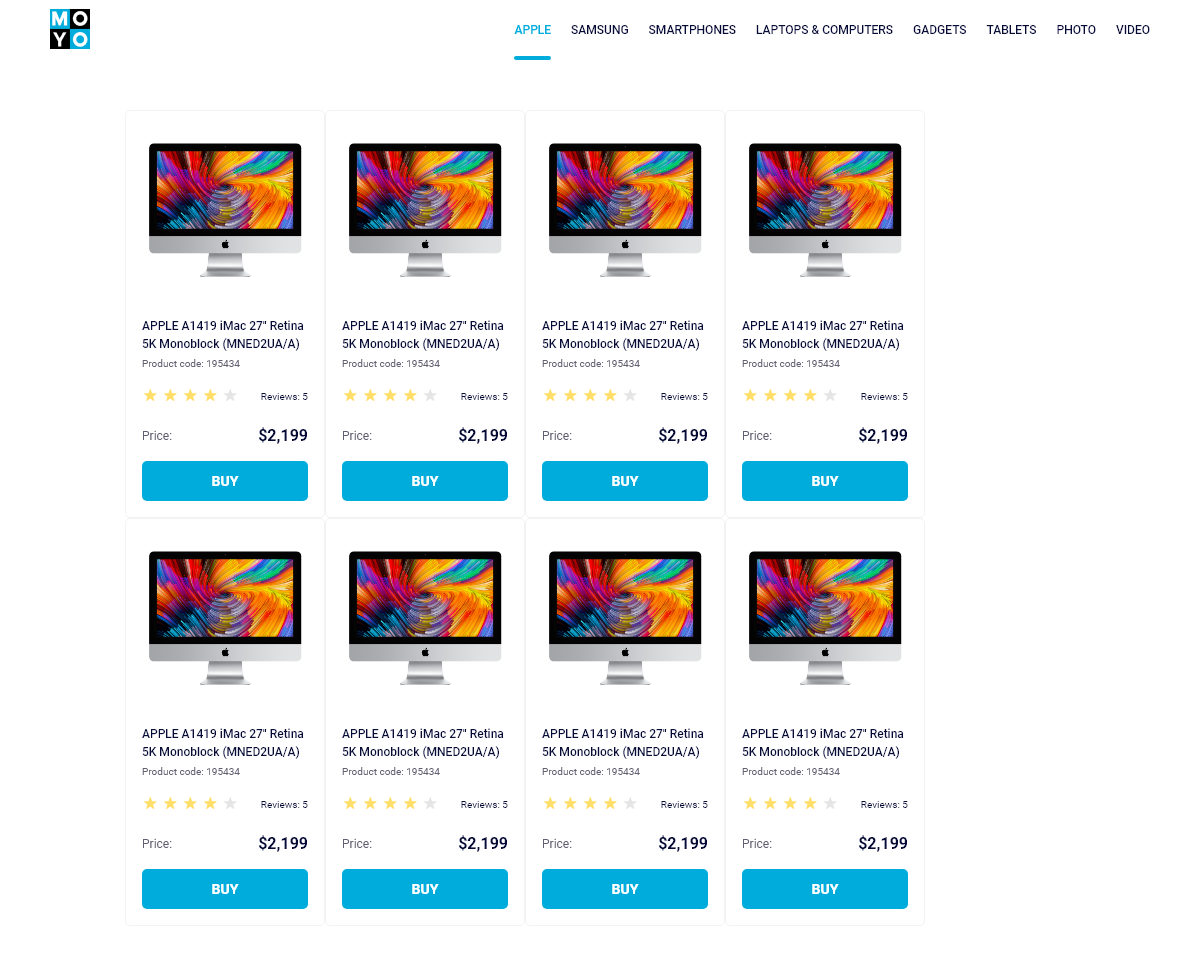 MO
YO
APPLE SAMSUNG SMARTPHONES LAPTOPS & COMPUTERS GADGETS TABLETS PHOTO VIDEO
APPLE A1419 iMac 27" Retina
5K Monoblock (MNED2UA/A)
Product code: 195434
Reviews: 5
Price: $2,199
BUY
APPLE A1419 iMac 27" Retina
5K Monoblock (MNED2UA/A)
Product code: 195434
Reviews: 5
Price: $2,199
BUY
APPLE A1419 iMac 27" Retina
5K Monoblock (MNED2UA/A)
Product code: 195434
Reviews: 5
Price: $2,199
BUY
APPLE A1419 iMac 27" Retina
5K Monoblock (MNED2UA/A)
Product code: 195434
Reviews: 5
Price: $2,199
BUY
APPLE A1419 iMac 27" Retina
5K Monoblock (MNED2UA/A)
Product code: 195434
Reviews: 5
Price: $2,199
BUY
APPLE A1419 iMac 27" Retina
5K Monoblock (MNED2UA/A)
Product code: 195434
Reviews: 5
Price: $2,199
BUY
APPLE A1419 iMac 27" Retina
5K Monoblock (MNED2UA/A)
Product code: 195434
Reviews: 5
Price: $2,199
BUY
APPLE A1419 iMac 27" Retina
5K Monoblock (MNED2UA/A)
Product code: 195434
Reviews: 5
Price: $2,199
BUY